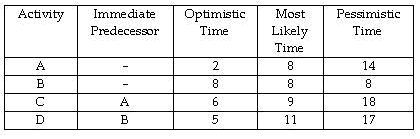 Activity Immediate Predecessor Optimistic Time Most Likely Time Pessimistic Time
A – 2 8 14
B – 8 8 8
C A 6 9 18
D B 5 11 17